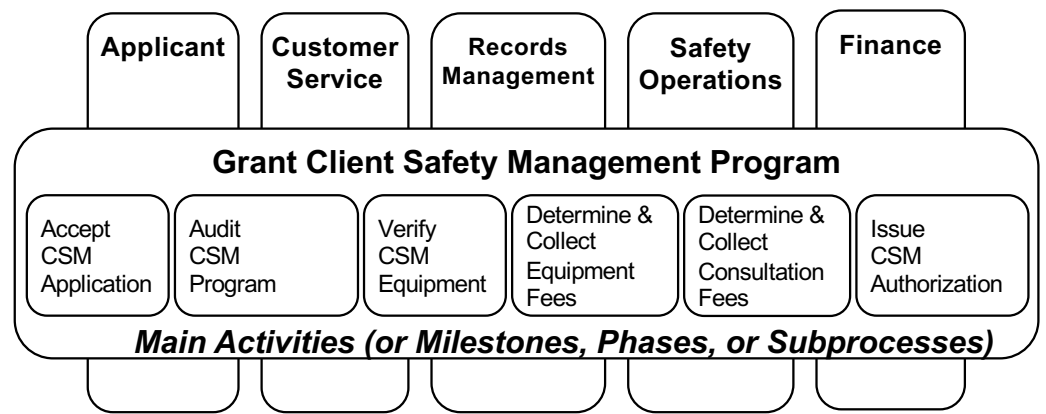 Applicant
Customer
Service
Records
Management
Safety
Operations
Finance
Grant Client Safety Management Program
Accept
CSM
Application
Audit
CSM
Program
Verify
CSM
Equipment
Determine &
Collect
Equipment
Fees
Determine &
Collect
Consultation
Fees
Issue
CSM
Authorization
Main Activities (or Milestones, Phases, or Subprocesses)